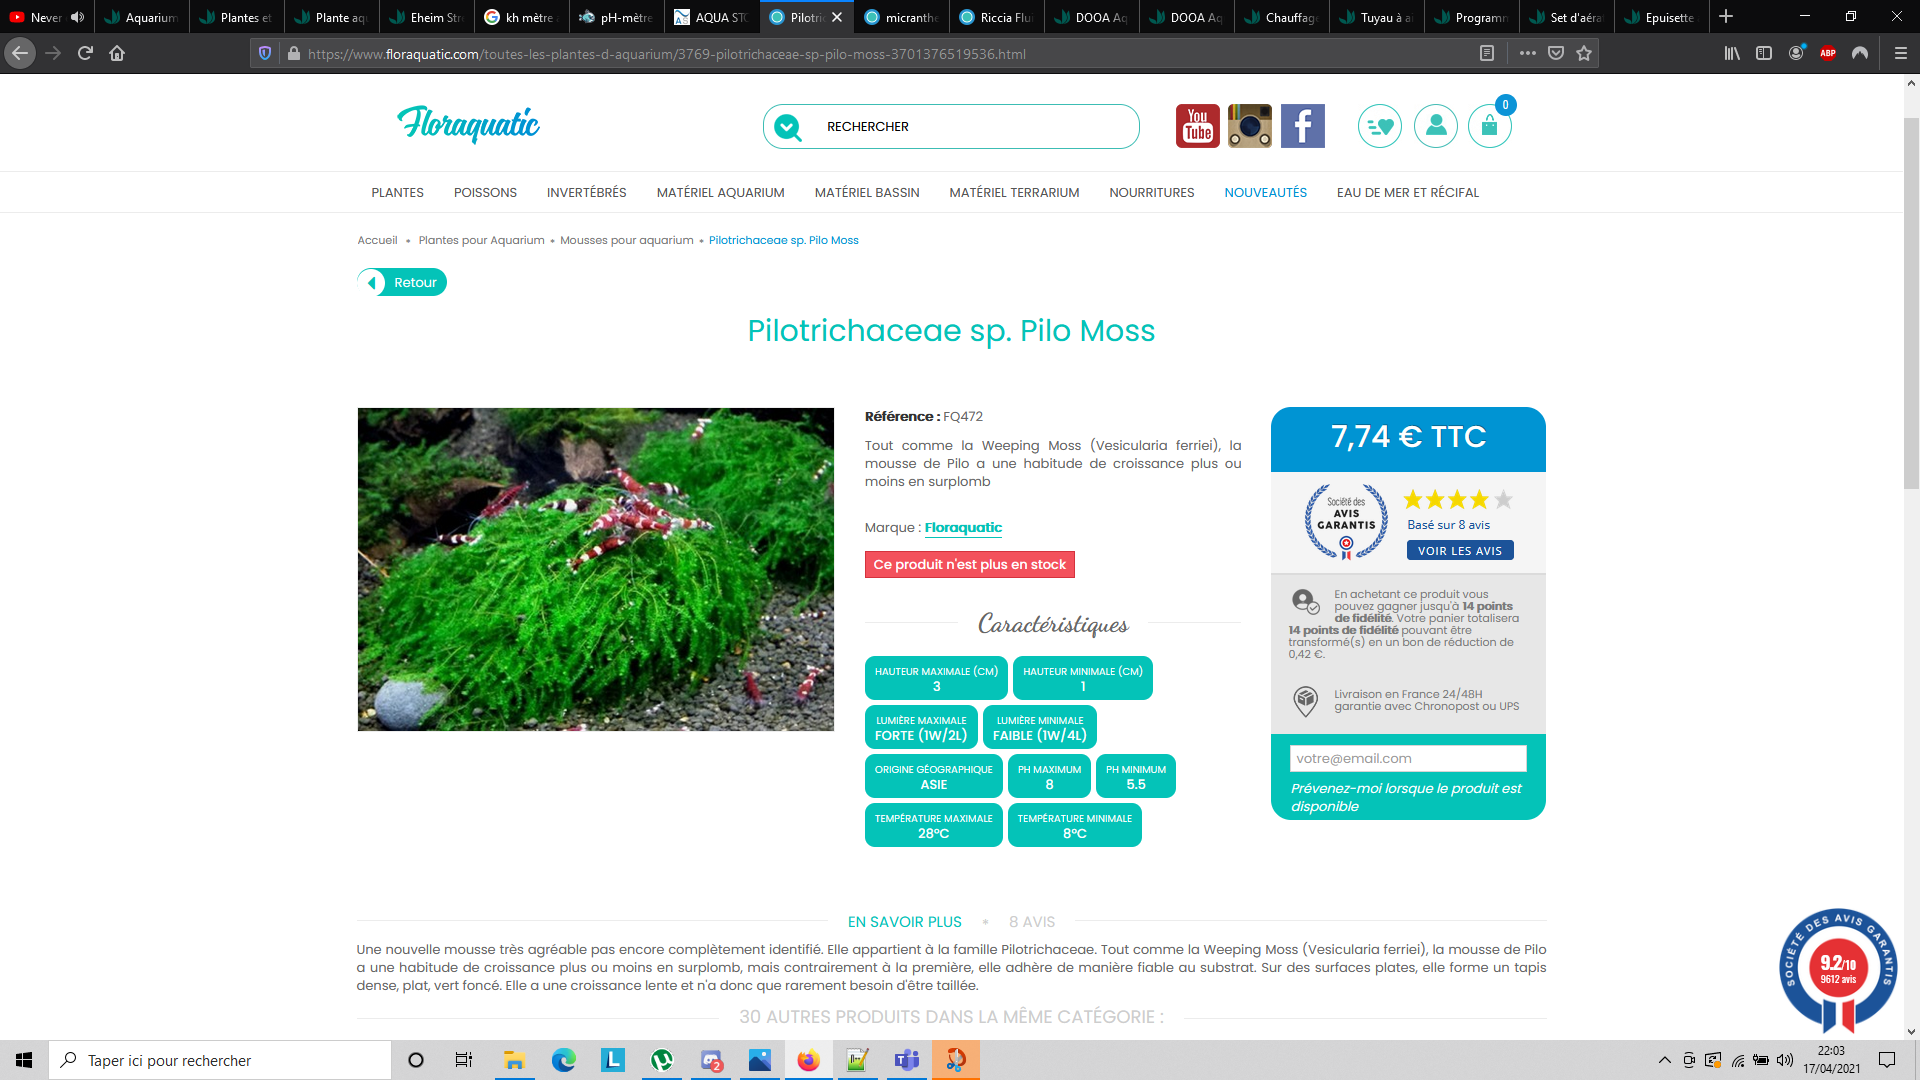 Never
Aquarium
Plantes et
Plante aq
Eheim Str
kh mètre
pH-mètre
AQUA STO
Pilotric
micranthe
Riccia Flui
DOOA Aq
DOOA Aq
Chauffage
Tuyau à ai
Programm
Set d'aérat
Epuisette
https://www.floraquatic.com/toutes-les-plantes-d-aquarium/3769-pilotrichaceae-sp-pilo-moss-3701376519536.html
ABP
Floraquatic
RECHERCHER
You
Tube
f
0
PLANTES
POISSONS
INVERTÉBRÉS
MATÉRIEL AQUARIUM
MATÉRIEL BASSIN
MATÉRIEL TERRARIUM
NOURRITURES
NOUVEAUTÉS
EAU DE MER ET RÉCIFAL
Accueil • Plantes pour Aquarium • Mousses pour aquarium • Pilotrichaceae sp. Pilo Moss
Retour
Pilotrichaceae sp. Pilo Moss
Référence : FQ472
Tout comme la Weeping Moss (Vesicularia ferriei), la
mousse de Pilo a une habitude de croissance plus ou
moins en surplomb
Marque : Floraquatic
Ce produit n'est plus en stock
Caractéristiques
HAUTEUR MAXIMALE (CM)
3
HAUTEUR MINIMALE (CM)
1
LUMIÈRE MAXIMALE
FORTE (1W/2L)
LUMIÈRE MINIMALE
FAIBLE (1W/4L)
ORIGINE GÉOGRAPHIQUE
ASIE
PH MAXIMUM
8
PH MINIMUM
5.5
TEMPÉRATURE MAXIMALE
28°C
TEMPÉRATURE MINIMALE
8°C
7,74 € TTC
Société des
AVIS
GARANTIS
Basé sur 8 avis
VOIR LES AVIS
En achetant ce produit vous
pouvez gagner jusqu'à 14 points
de fidélité. Votre panier totalisera
14 points de fidélité pouvant être
transformé(s) en un bon de réduction de
0,42 €.
Livraison en France 24/48H
garantie avec Chronopost ou UPS
votre@email.com
Prévenez-moi lorsque le produit est
disponible
EN SAVOIR PLUS
8 AVIS
Une nouvelle mousse très agréable pas encore complètement identifié. Elle appartient à la famille Pilotrichaceae. Tout comme la Weeping Moss (Vesicularia ferriei), la mousse de Pilo
a une habitude de croissance plus ou moins en surplomb, mais contrairement à la première, elle adhère de manière fiable au substrat. Sur des surfaces plates, elle forme un tapis
dense, plat, vert foncé. Elle a une croissance lente et n'a donc que rarement besoin d'être taillée.
30 AUTRES PRODUITS DANS LA MÊME CATÉGORIE :
SOCIÉTÉ DES AVIS GARANTIS
9.2/10
9612 avis
Taper ici pour rechercher
L
2
22:03
17/04/2021